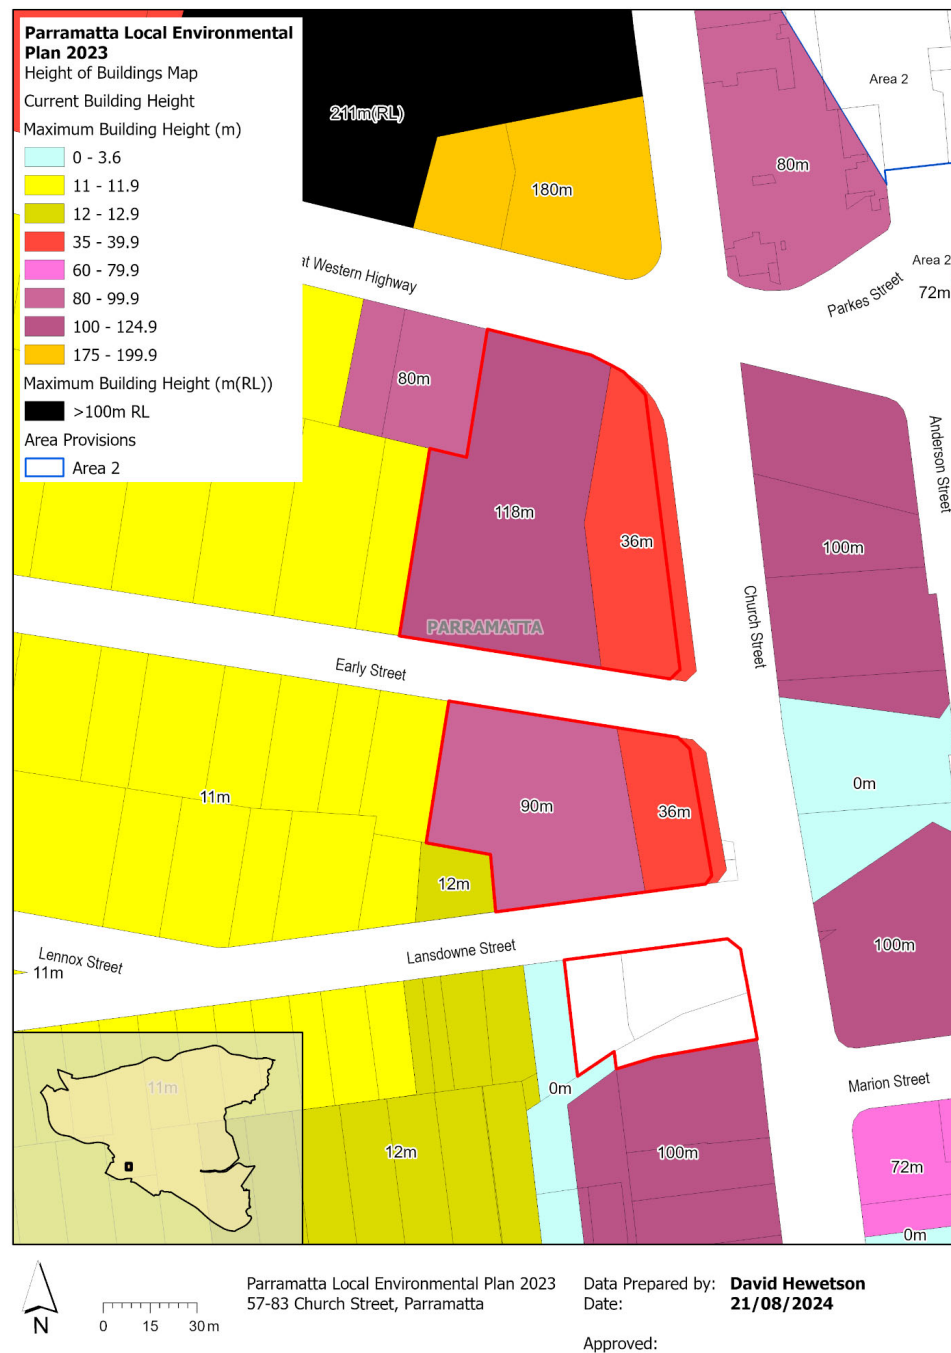 Parramatta Local Environmental
Plan 2023
Height of Buildings Map
Current Building Height
Maximum Building Height (m)
0 - 3.6
11 - 11.9
12 - 12.9
35 - 39.9
60 - 79.9
80 - 99.9
100 - 124.9
175 - 199.9
Maximum Building Height (m(RL))
>100m RL
Area Provisions
Area 2
211m(RL)
180m
80m
Area 2
Area 2
72m
Parkes Street
at Western Highway
80m
118m
36m
100m
Anderson Street
Church Street
PARRAMATTA
Early Street
11m
90m
36m
0m
12m
100m
Lansdowne Street
Lennox Street
11m
11m
0m
12m
100m
Marion Street
72m
0m
N
0 15 30 m
Parramatta Local Environmental Plan 2023
57-83 Church Street, Parramatta
Data Prepared by: David Hewetson
Date: 21/08/2024
Approved: